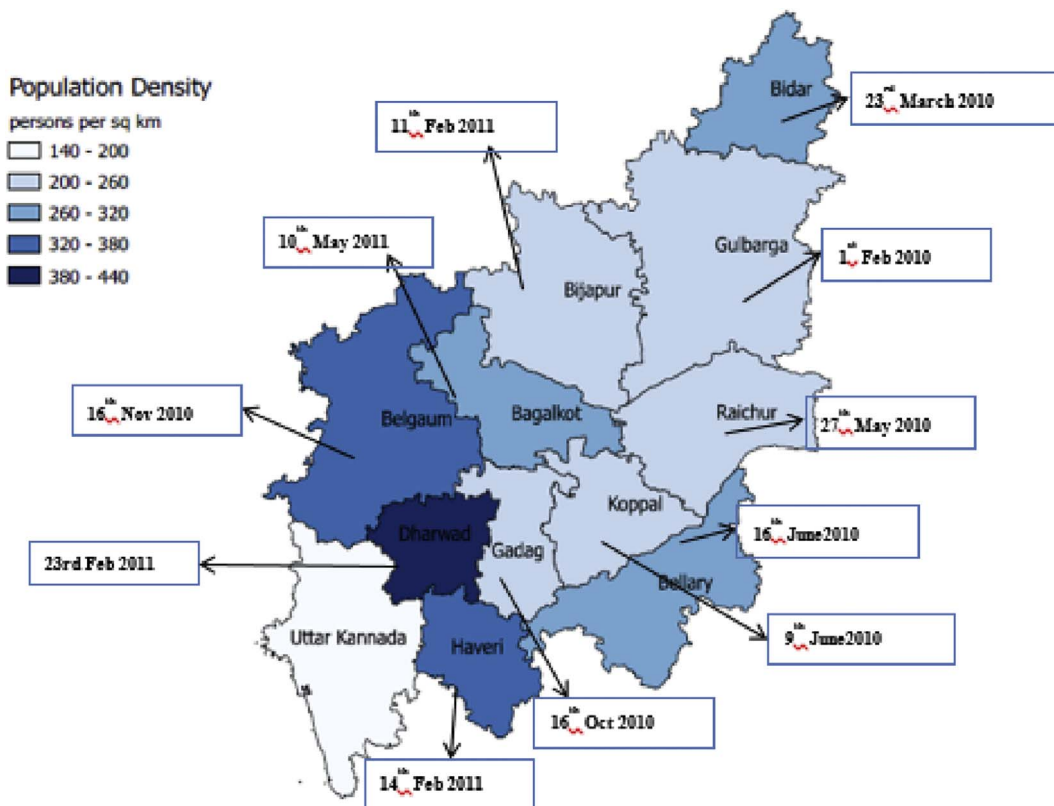 Population Density
persons per sq km
140 - 200
200 - 260
260 - 320
320 - 380
380 - 440
Bidar
23rd March 2010
11th Feb 2011
10th May 2011
Gulbarga
1st Feb 2010
Bijapur
16th Nov 2010
Belgaum
Bagalkot
Raichur
27th May 2010
Koppal
Dharwad
Gadag
16th June2010
23rd Feb 2011
Bellary
Uttar Kannada
Haveri
9th June2010
16th Oct 2010
14th Feb 2011